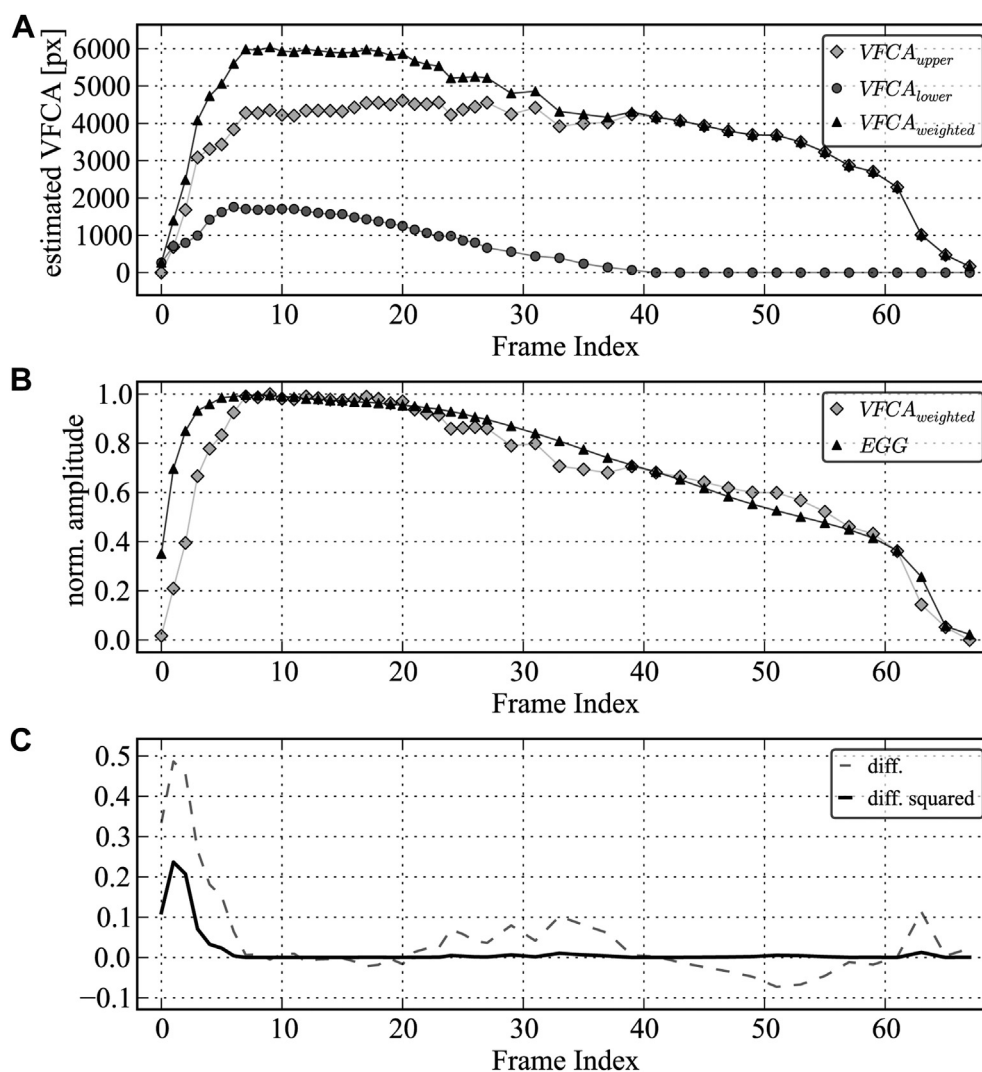 A
estimated VFCA [px]
6000
5000
4000
3000
2000
1000
0
VFCA_upper
VFCA_lower
VFCA_weighted
0 10 20 30 40 50 60
Frame Index
B
norm. amplitude
1.0
0.8
0.6
0.4
0.2
0.0
VFCA_weighted
EGG
0 10 20 30 40 50 60
Frame Index
C
0.5
0.4
0.3
0.2
0.1
0.0
−0.1
diff.
diff. squared
0 10 20 30 40 50 60
Frame Index